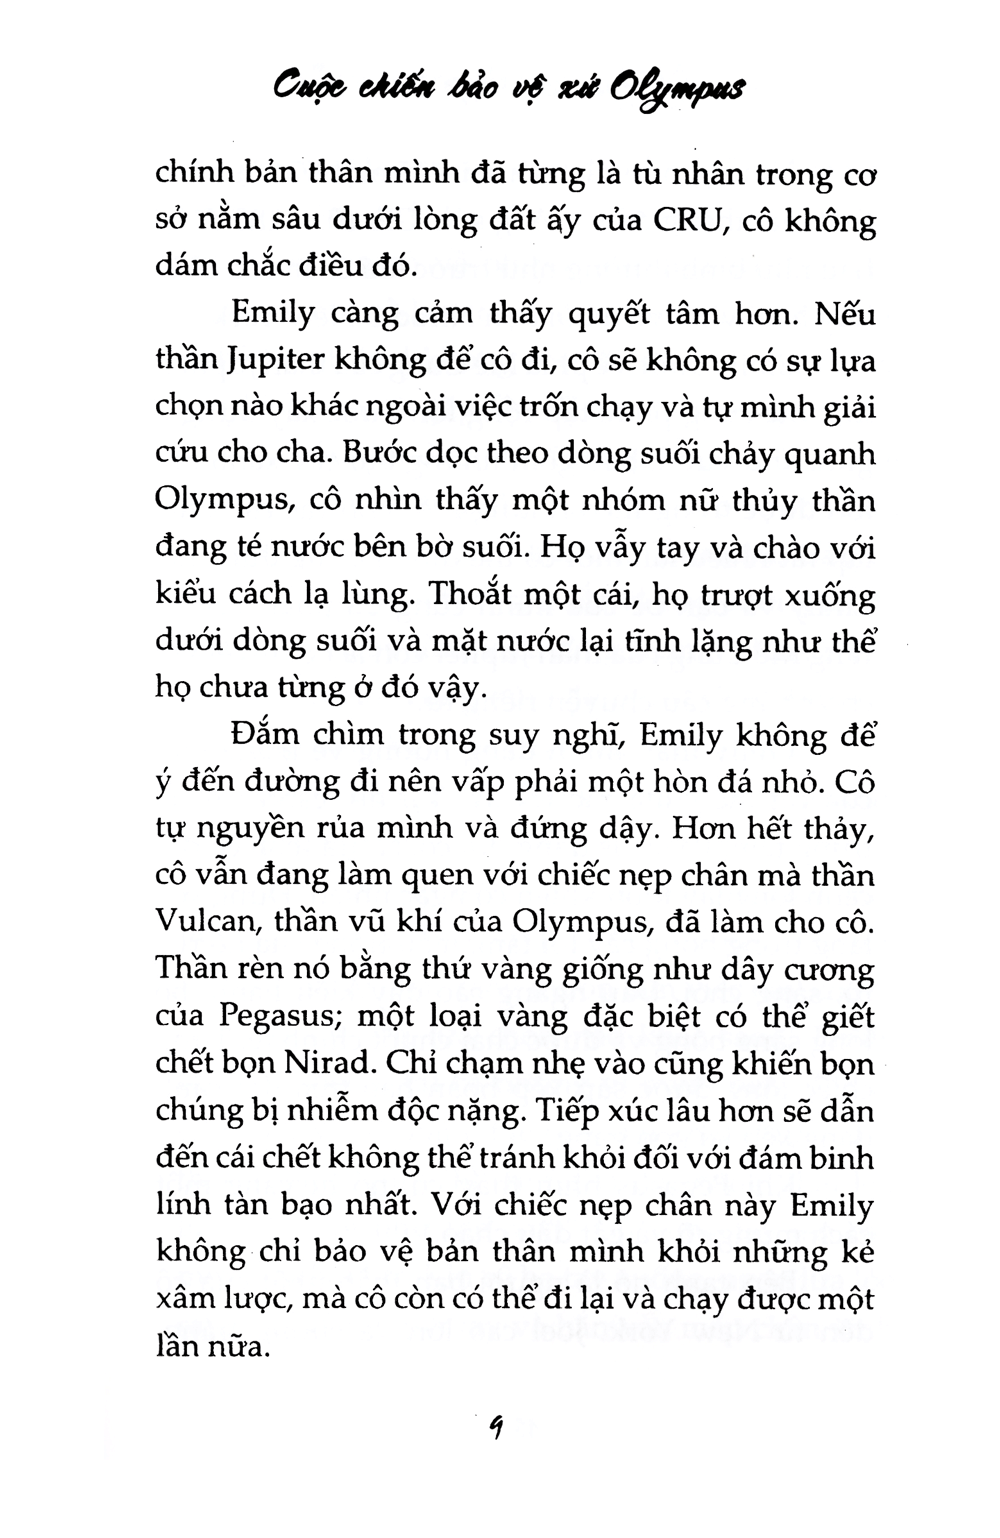 Cuộc chiến bảo vệ xứ Olympus
chính bản thân mình đã từng là tù nhân trong cơ
sở nằm sâu dưới lòng đất ấy của CRU, cô không
dám chắc điều đó.
Emily càng cảm thấy quyết tâm hơn. Nếu
thần Jupiter không để cô đi, cô sẽ không có sự lựa
chọn nào khác ngoài việc trốn chạy và tự mình giải
cứu cho cha. Bước dọc theo dòng suối chảy quanh
Olympus, cô nhìn thấy một nhóm nữ thủy thần
đang té nước bên bờ suối. Họ vẫy tay và chào với
kiểu cách lạ lùng. Thoắt một cái, họ trượt xuống
dưới dòng suối và mặt nước lại tĩnh lặng như thể
họ chưa từng ở đó vậy.
Đắm chìm trong suy nghĩ, Emily không để
ý đến đường đi nên vấp phải một hòn đá nhỏ. Cô
tự nguyền rủa mình và đứng dậy. Hơn hết thảy,
cô vẫn đang làm quen với chiếc nẹp chân mà thần
Vulcan, thần vũ khí của Olympus, đã làm cho cô.
Thần rèn nó bằng thứ vàng giống như dây cương
của Pegasus; một loại vàng đặc biệt có thể giết
chết bọn Nirad. Chỉ chạm nhẹ vào cũng khiến bọn
chúng bị nhiễm độc nặng. Tiếp xúc lâu hơn sẽ dẫn
đến cái chết không thể tránh khỏi đối với đám binh
lính tàn bạo nhất. Với chiếc nẹp chân này Emily
không chỉ bảo vệ bản thân mình khỏi những kẻ
xâm lược, mà cô còn có thể đi lại và chạy được một
lần nữa.
9